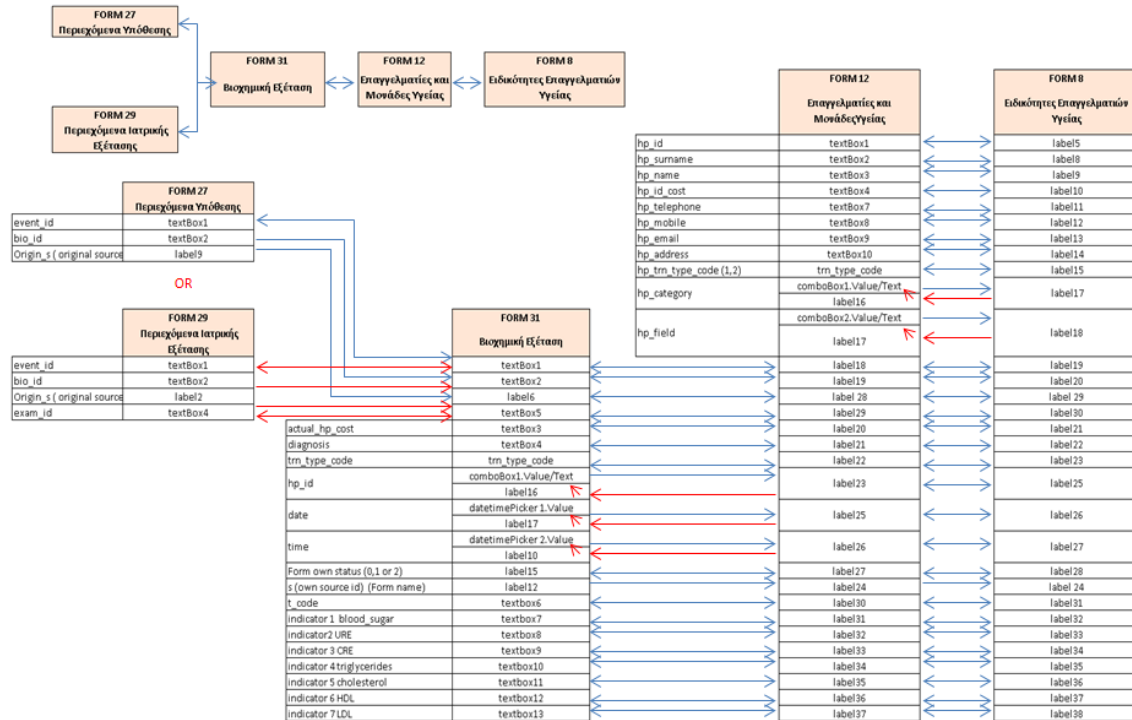 FORM 27
Περιεχόμενα Υπόθεσης
FORM 31
Βιοχημική Εξέταση
FORM 12
Επαγγελματίες και
Μονάδες Υγείας
FORM 8
Ειδικότητες Επαγγελματιών
Υγείας
FORM 29
Περιεχόμενα Ιατρικής
Εξέτασης
FORM 12
Επαγγελματίες και
ΜονάδεςΥγείας
FORM 8
Ειδικότητες Επαγγελματιών
Υγείας
hp_id textBox1 label5
hp_surname textBox2 label8
hp_name textBox3 label9
hp_id_cost textBox4 label10
hp_telephone textBox7 label11
hp_mobile textBox8 label12
hp_email textBox9 label13
hp_address textBox10 label14
hp_trn_type_code (1,2) trn_type_code label15
hp_category comboBox1.Value/Text label17
label16
hp_field comboBox2.Value/Text label18
label17
FORM 27
Περιεχόμενα Υπόθεσης
event_id textBox1
bio_id textBox2
Origin_s ( original source label9
OR
FORM 29
Περιεχόμενα Ιατρικής
Εξέτασης
FORM 31
Βιοχημική Εξέταση
event_id textBox1 textBox1 label18 label19
bio_id textBox2 textBox2 label19 label20
Origin_s ( original source label2 label6 label 28 label 29
exam_id textBox4 textBox5 label29 label30
actual_hp_cost textBox3 label20 label21
diagnosis textBox4 label21 label22
trn_type_code trn_type_code label22 label23
hp_id comboBox1.Value/Text label23 label25
label16
date datetimePicker 1.Value label25 label26
label17
time datetimePicker 2.Value label26 label27
label10
Form own status (0,1 or 2) label15 label27 label28
s (own source id) (Form name) label12 label24 label 24
t_code textbox6 label30 label31
indicator 1 blood_sugar textbox7 label31 label32
indicator2 URE textbox8 label32 label33
indicator 3 CRE textbox9 label33 label34
indicator 4 triglycerides textbox10 label34 label35
indicator 5 cholesterol textbox11 label35 label36
indicator 6 HDL textbox12 label36 label37
indicator 7 LDL textbox13 label37 label38